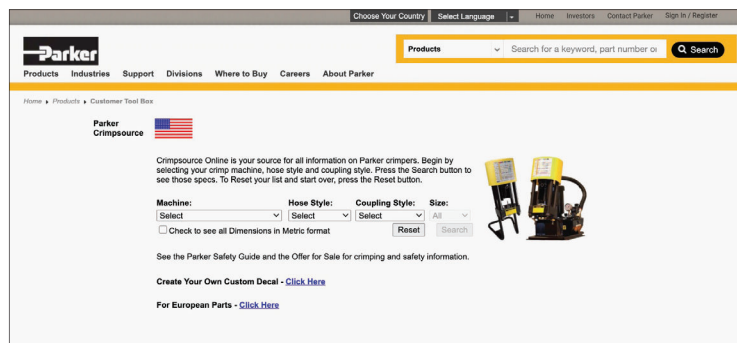 Choose Your Country Select Language Home Investors Contact Parker Sign In / Register
Parker
Products Search for a keyword, part number o Search
Products Industries Support Divisions Where to Buy Careers About Parker
Home Products Customer Tool Box
Parker
Crimpsource
Crimpsource Online is your source for all information on Parker crimpers. Begin by
selecting your crimp machine, hose style and coupling style. Press the Search button to
see those specs. To Reset your list and start over, press the Reset button.
Machine: Hose Style: Coupling Style: Size:
Select Select Select All
Check to see all Dimensions in Metric format Reset Search
See the Parker Safety Guide and the Offer for Sale for crimping and safety information.
Create Your Own Custom Decal - Click Here
For European Parts - Click Here